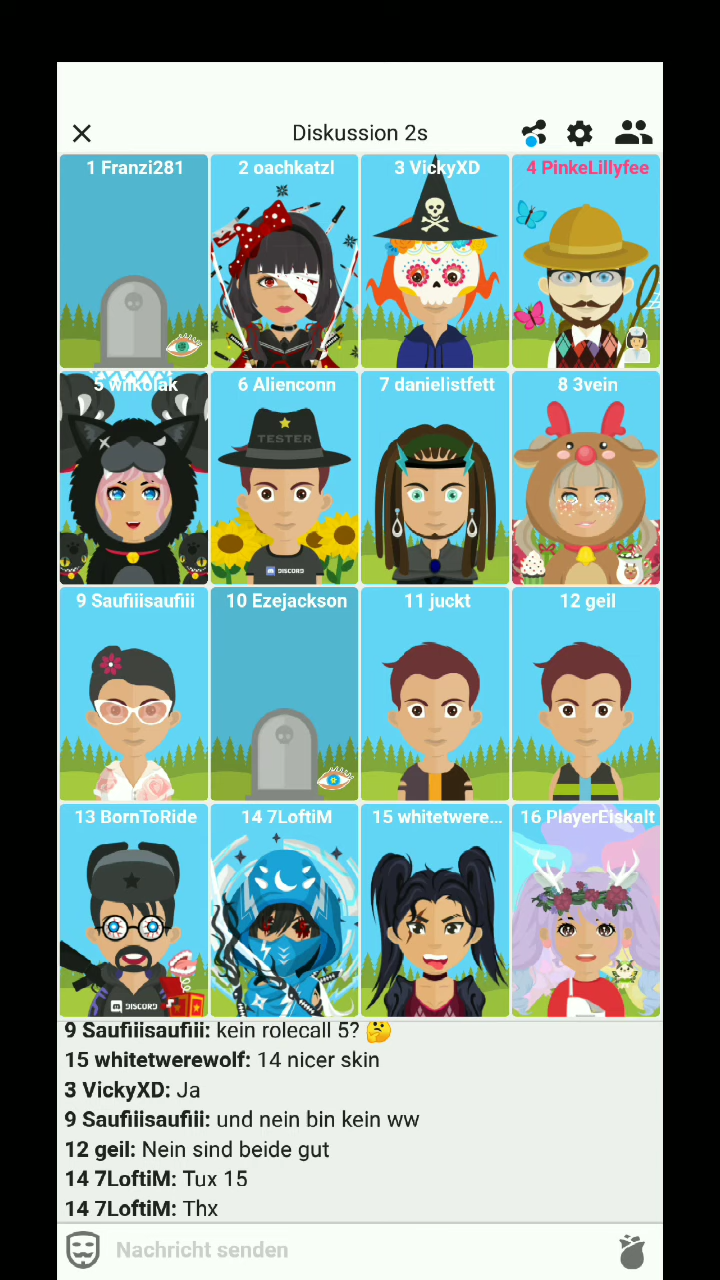 Diskussion 2s
1 Franzi281
2 oachkatzl
3 VickyXD
4 PinkeLillyfee
5 wilkolak
6 Alienconn
7 danielistfett
8 3vein
TESTER
DISCORD
9 Saufiiisaufiii
10 Ezejackson
11 juckt
12 geil
13 BornToRide
14 7LoftiM
15 whitetwere...
16 PlayerEiskalt
DISCORD
9 Saufiiisaufiii: kein rolecall 5? 🤔
15 whitetwerewolf: 14 nicer skin
3 VickyXD: Ja
9 Saufiiisaufiii: und nein bin kein ww
12 geil: Nein sind beide gut
14 7LoftiM: Tux 15
14 7LoftiM: Thx
Nachricht senden